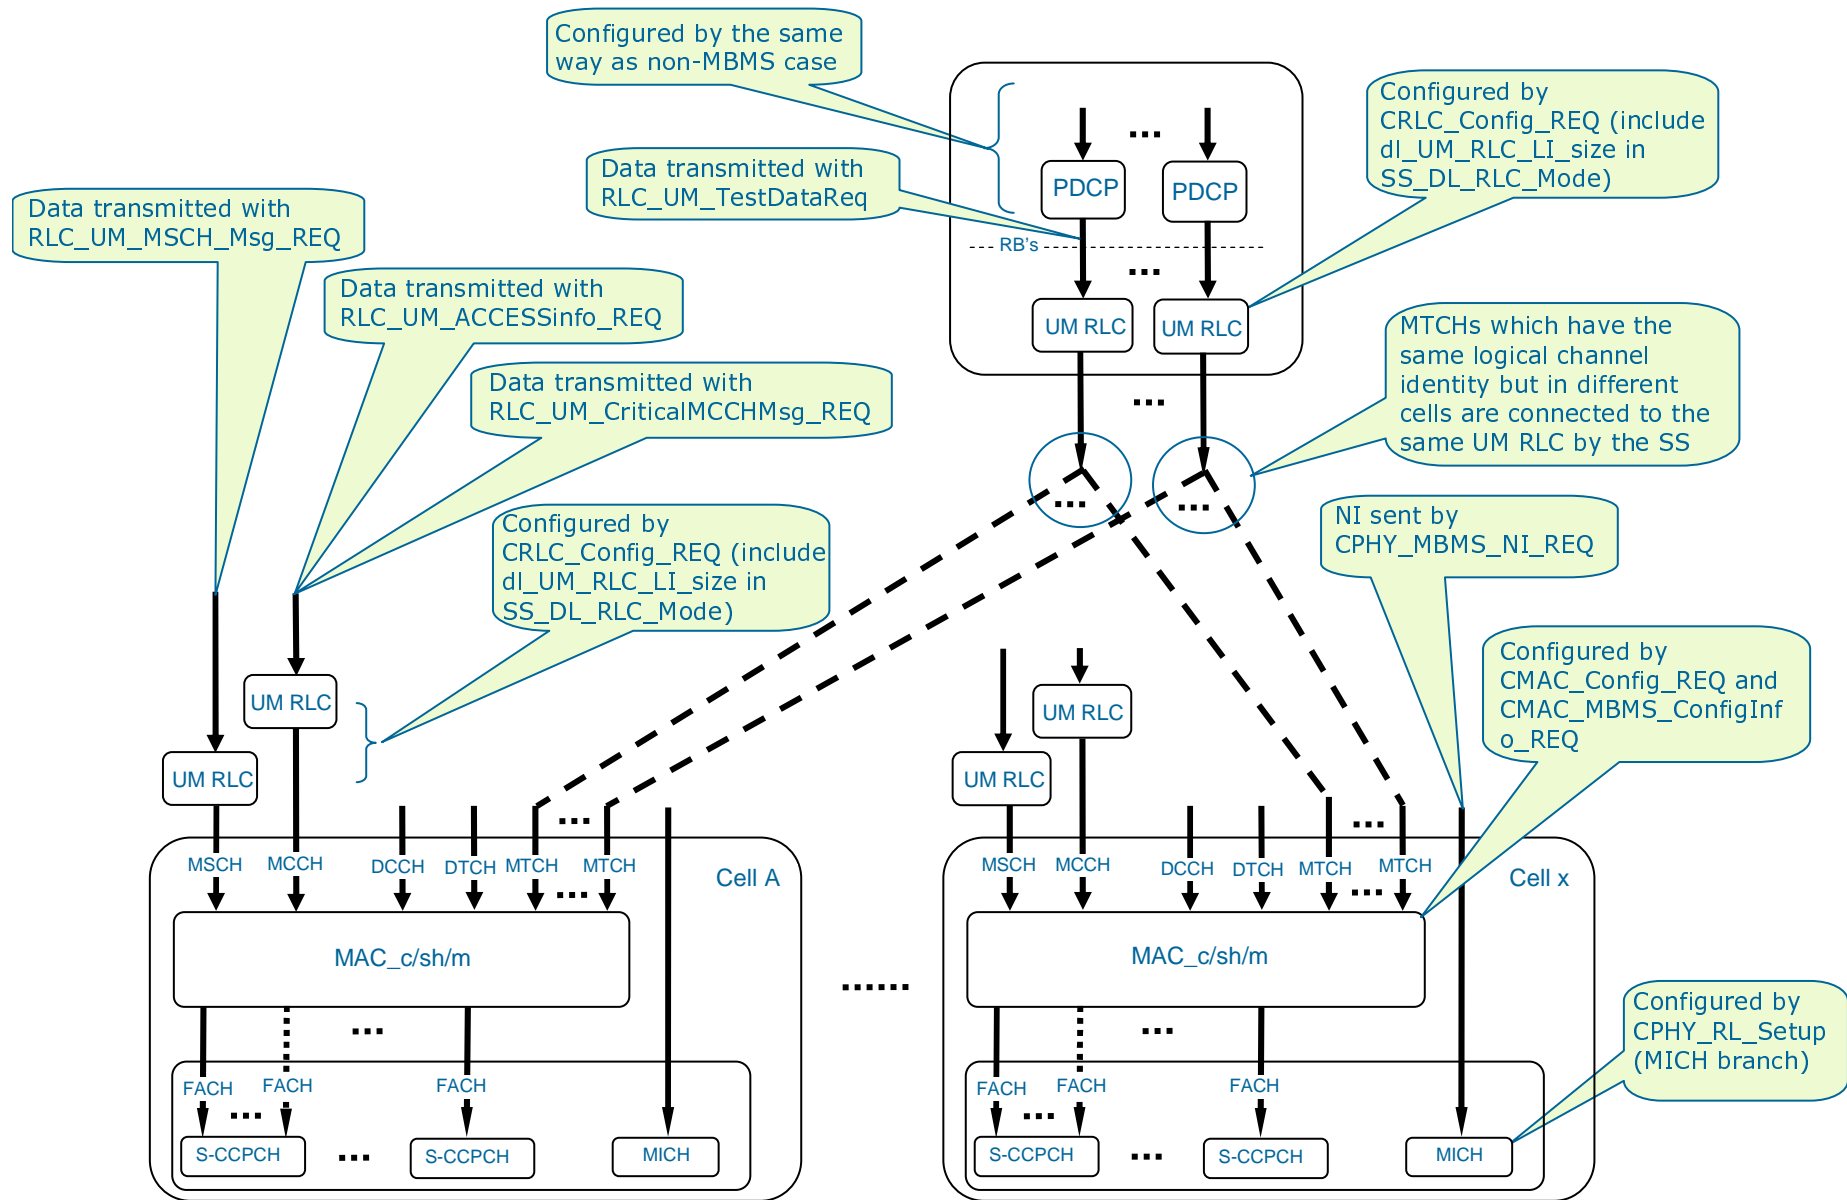 Configured by the same
way as non-MBMS case
Configured by
CRLC_Config_REQ (include
dl_UM_RLC_LI_size in
SS_DL_RLC_Mode)
Data transmitted with
RLC_UM_TestDataReq
PDCP
PDCP
Data transmitted with
RLC_UM_MSCH_Msg_REQ
RB's
Data transmitted with
RLC_UM_ACCESSinfo_REQ
UM RLC
UM RLC
MTCHs which have the
same logical channel
identity but in different
cells are connected to the
same UM RLC by the SS
Data transmitted with
RLC_UM_CriticalMCCHMsg_REQ
Configured by
CRLC_Config_REQ (include
dl_UM_RLC_LI_size in
SS_DL_RLC_Mode)
NI sent by
CPHY_MBMS_NI_REQ
Configured by
CMAC_Config_REQ and
CMAC_MBMS_ConfigInf
o_REQ
UM RLC
UM RLC
UM RLC
UM RLC
MSCH
MCCH
DCCH
DTCH
MTCH
MTCH
Cell A
MSCH
MCCH
DCCH
DTCH
MTCH
MTCH
Cell x
MAC_c/sh/m
MAC_c/sh/m
Configured by
CPHY_RL_Setup
(MICH branch)
FACH
FACH
FACH
FACH
FACH
FACH
S-CCPCH
S-CCPCH
MICH
S-CCPCH
S-CCPCH
MICH